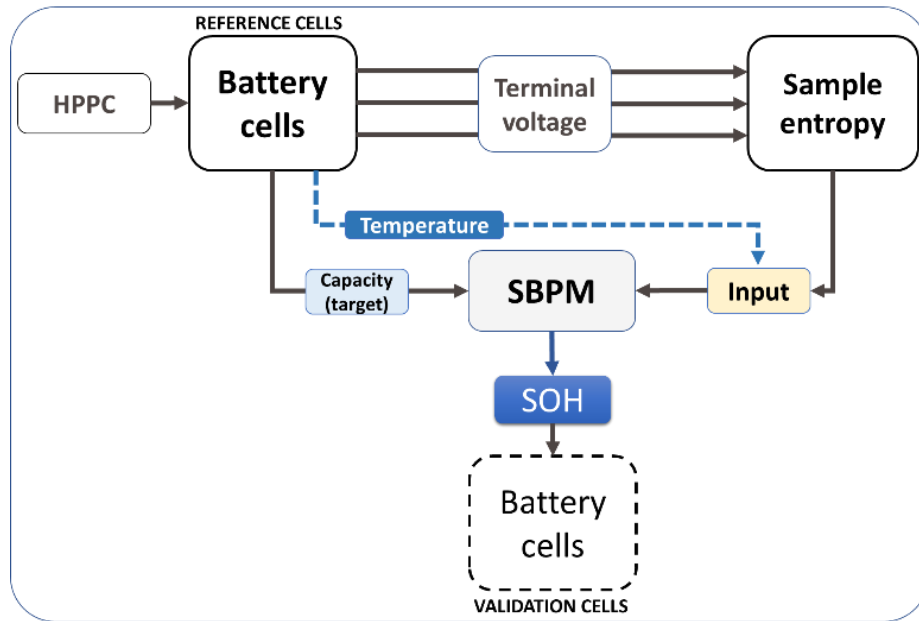 REFERENCE CELLS
HPPC
Battery
cells
Terminal
voltage
Sample
entropy
Temperature
Capacity
(target)
SBPM
Input
SOH
Battery
cells
VALIDATION CELLS